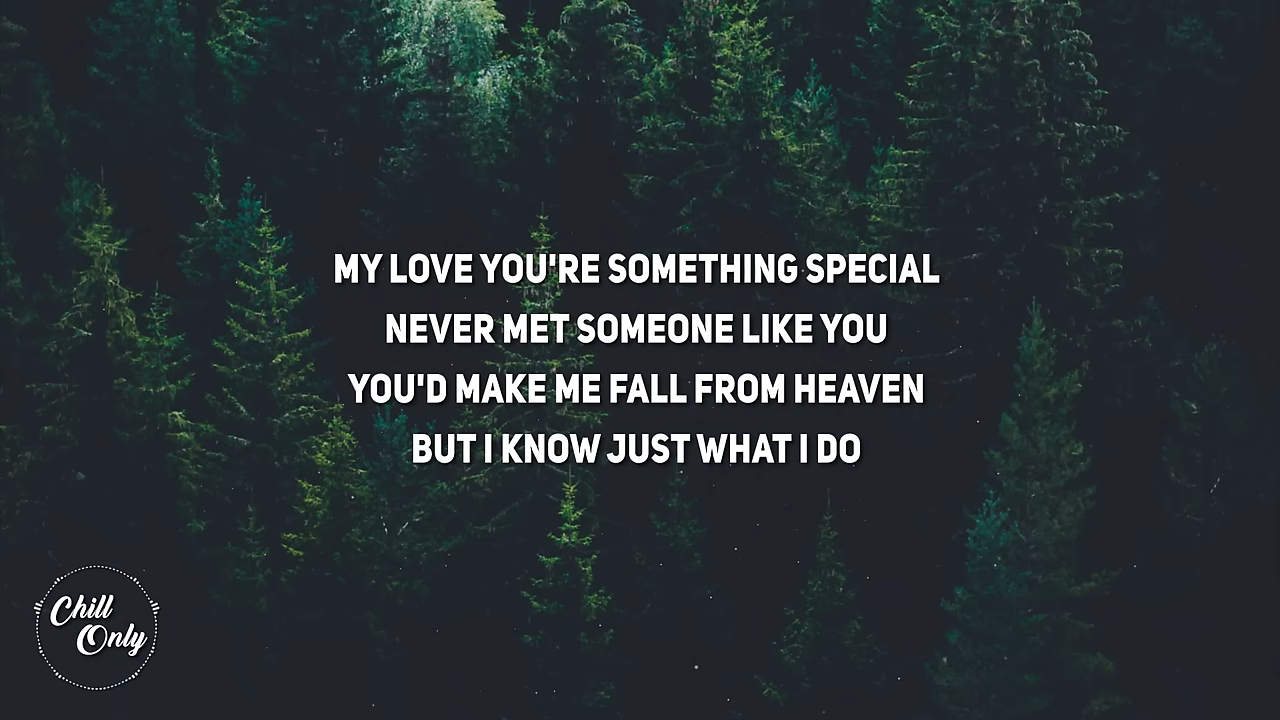 MY LOVE YOU'RE SOMETHING SPECIAL
NEVER MET SOMEONE LIKE YOU
YOU'D MAKE ME FALL FROM HEAVEN
BUT I KNOW JUST WHAT I DO
Chill
Only